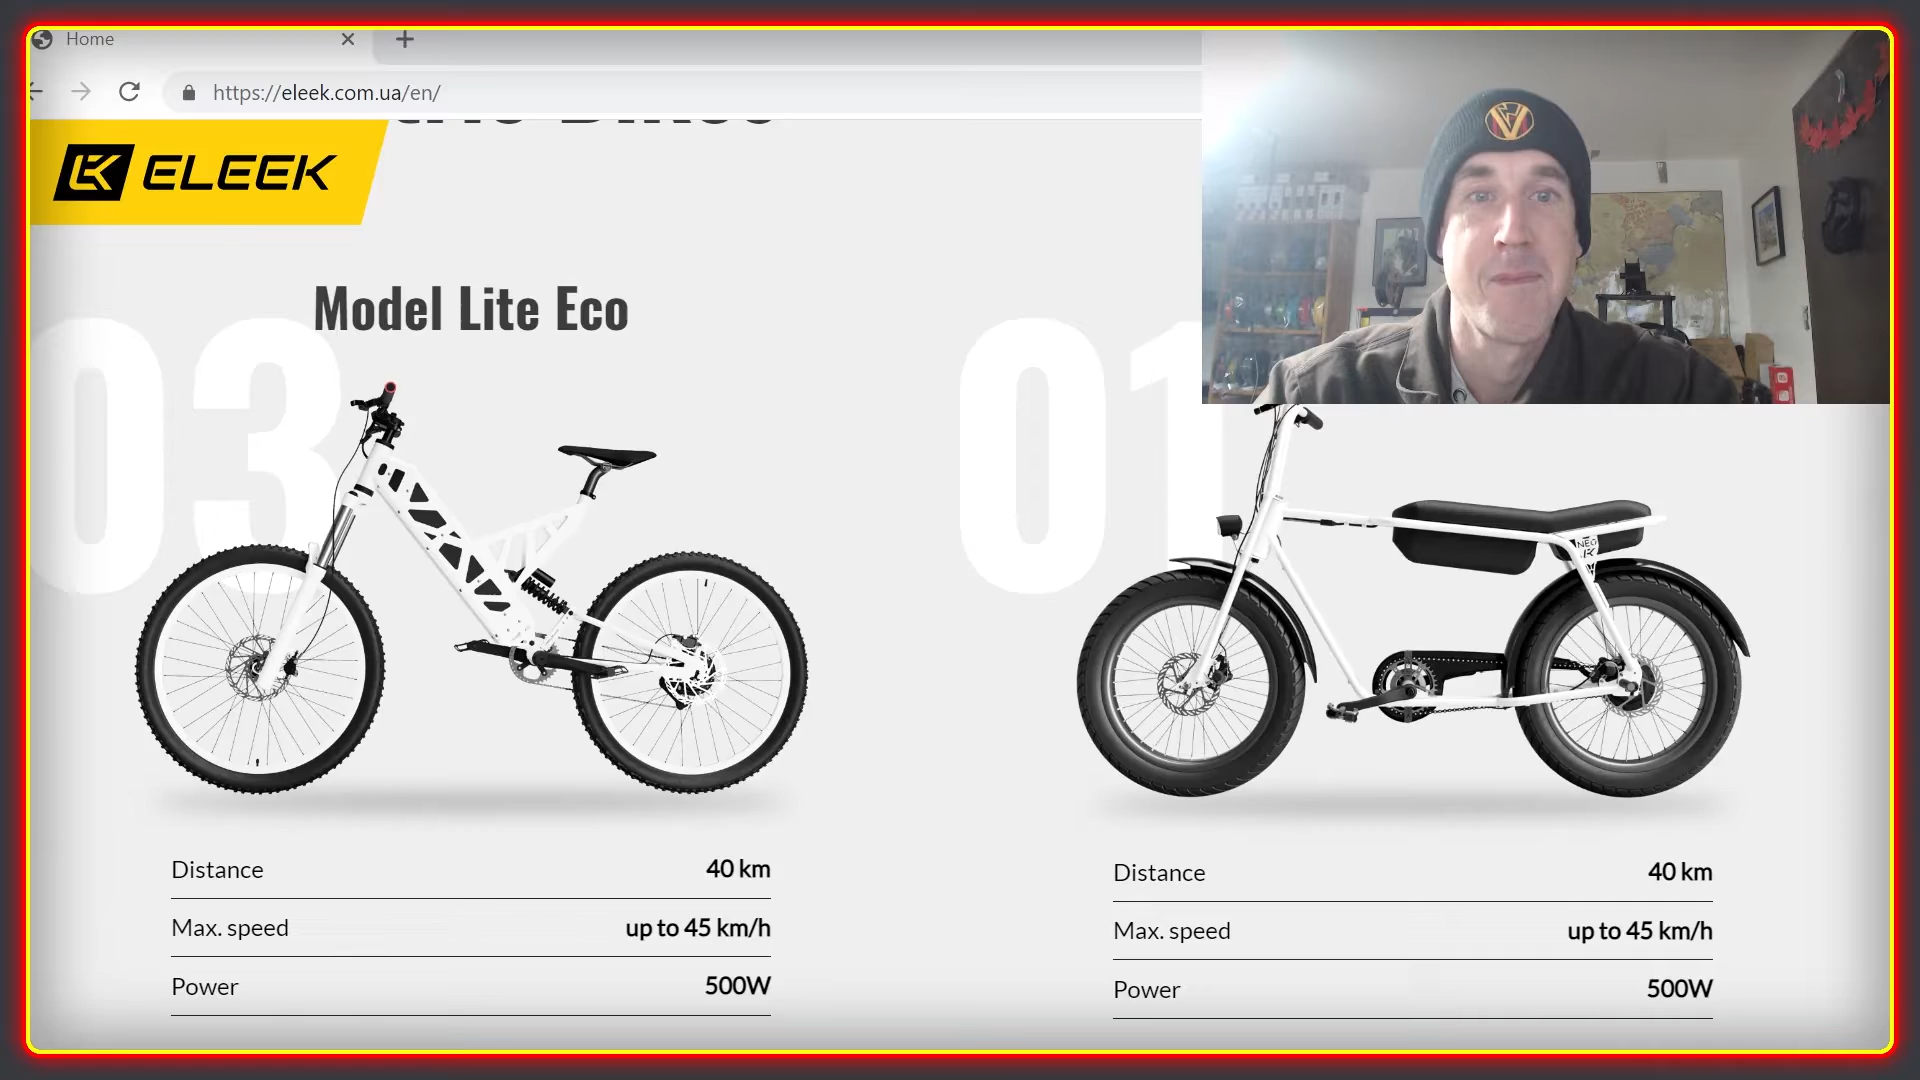 Home
https://eleek.com.ua/en/
ELEEK
Model Lite Eco
03
01
NEO
Distance 40 km
Max. speed up to 45 km/h
Power 500W
Distance 40 km
Max. speed up to 45 km/h
Power 500W